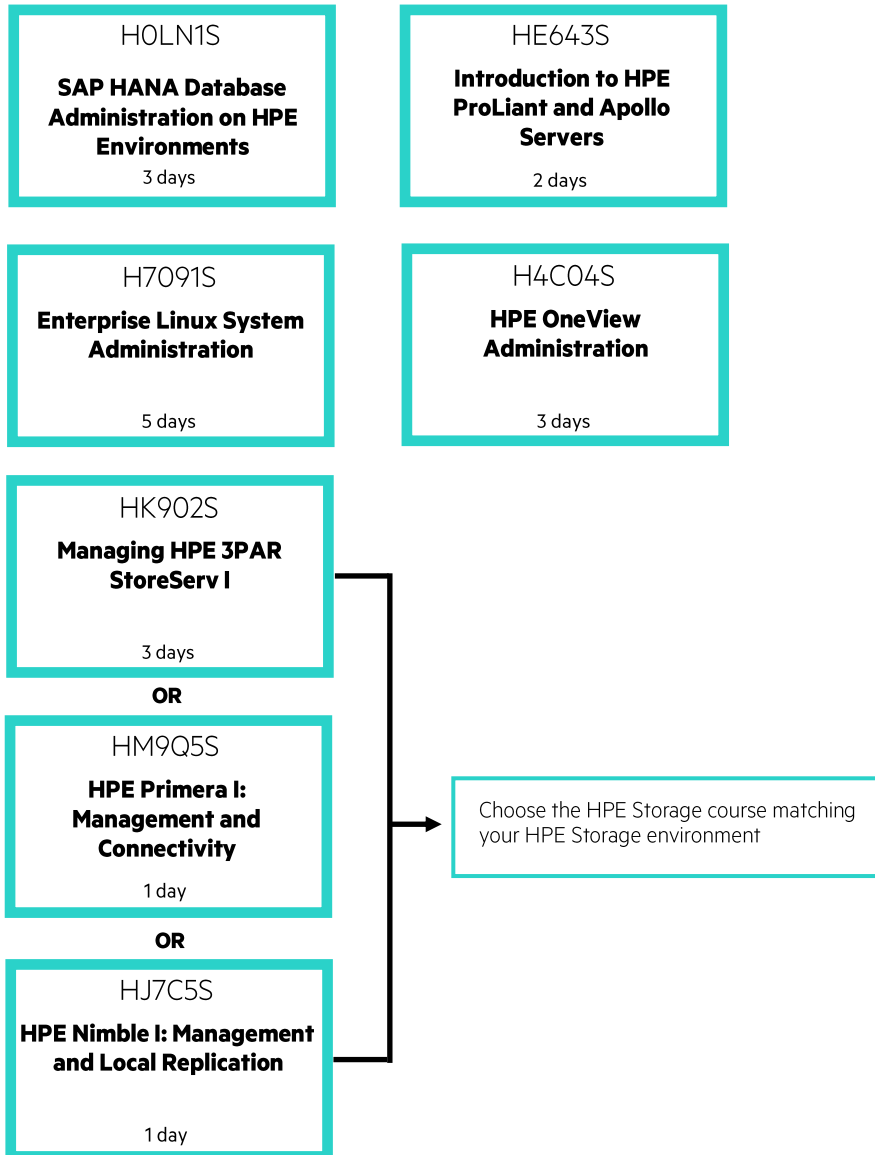 H0LN1S
SAP HANA Database
Administration on HPE
Environments
3 days
HE643S
Introduction to HPE
ProLiant and Apollo
Servers
2 days
H7091S
Enterprise Linux System
Administration
5 days
H4C04S
HPE OneView
Administration
3 days
HK902S
Managing HPE 3PAR
StoreServ I
3 days
OR
HM9Q5S
HPE Primera I:
Management and
Connectivity
1 day
OR
HJ7C5S
HPE Nimble I: Management
and Local Replication
1 day
Choose the HPE Storage course matching
your HPE Storage environment